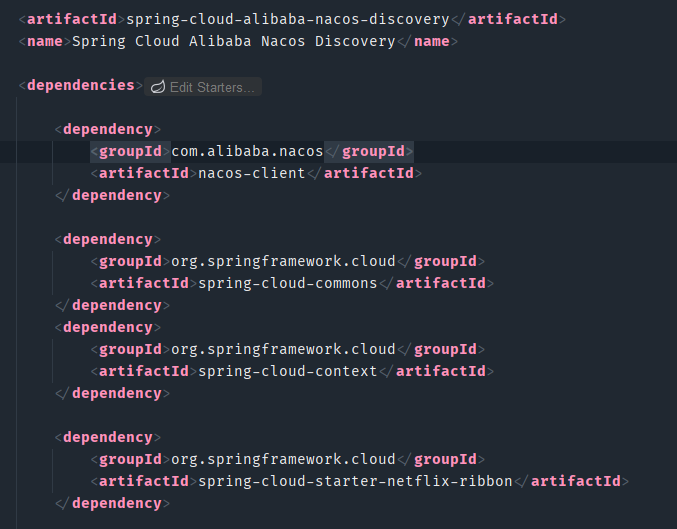 <artifactId>spring-cloud-alibaba-nacos-discovery</artifactId>
<name>Spring Cloud Alibaba Nacos Discovery</name>
<dependencies> Edit Starters...
<dependency>
<groupId>com.alibaba.nacos</groupId>
<artifactId>nacos-client</artifactId>
</dependency>
<dependency>
<groupId>org.springframework.cloud</groupId>
<artifactId>spring-cloud-commons</artifactId>
</dependency>
<dependency>
<groupId>org.springframework.cloud</groupId>
<artifactId>spring-cloud-context</artifactId>
</dependency>
<dependency>
<groupId>org.springframework.cloud</groupId>
<artifactId>spring-cloud-starter-netflix-ribbon</artifactId>
</dependency>